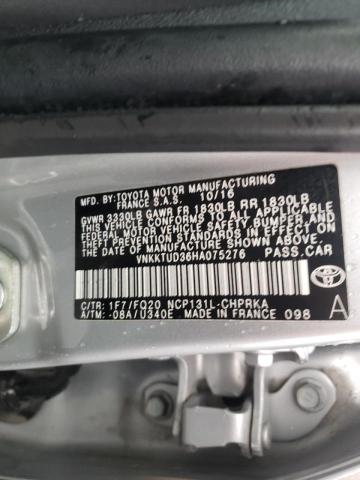 MFD. BY:TOYOTA MOTOR MANUFACTURING
FRANCE S.A.S. 10/16
GVWR 3330LB GAWR FR 1830LB RR 1830LB
THIS VEHICLE CONFORMS TO ALL APPLICABLE
FEDERAL MOTOR VEHICLE SAFETY, BUMPER, AND
THEFT PREVENTION STANDARDS IN EFFECT ON
THE DATE OF MANUFACTURE SHOWN ABOVE.
VNKKTUD36HA075276 PASS.CAR
C/TR: 1F7/FQ20 NCP131L-CHPRKA
A/TM: -08A/U340E MADE IN FRANCE 098
TOYOTA
A